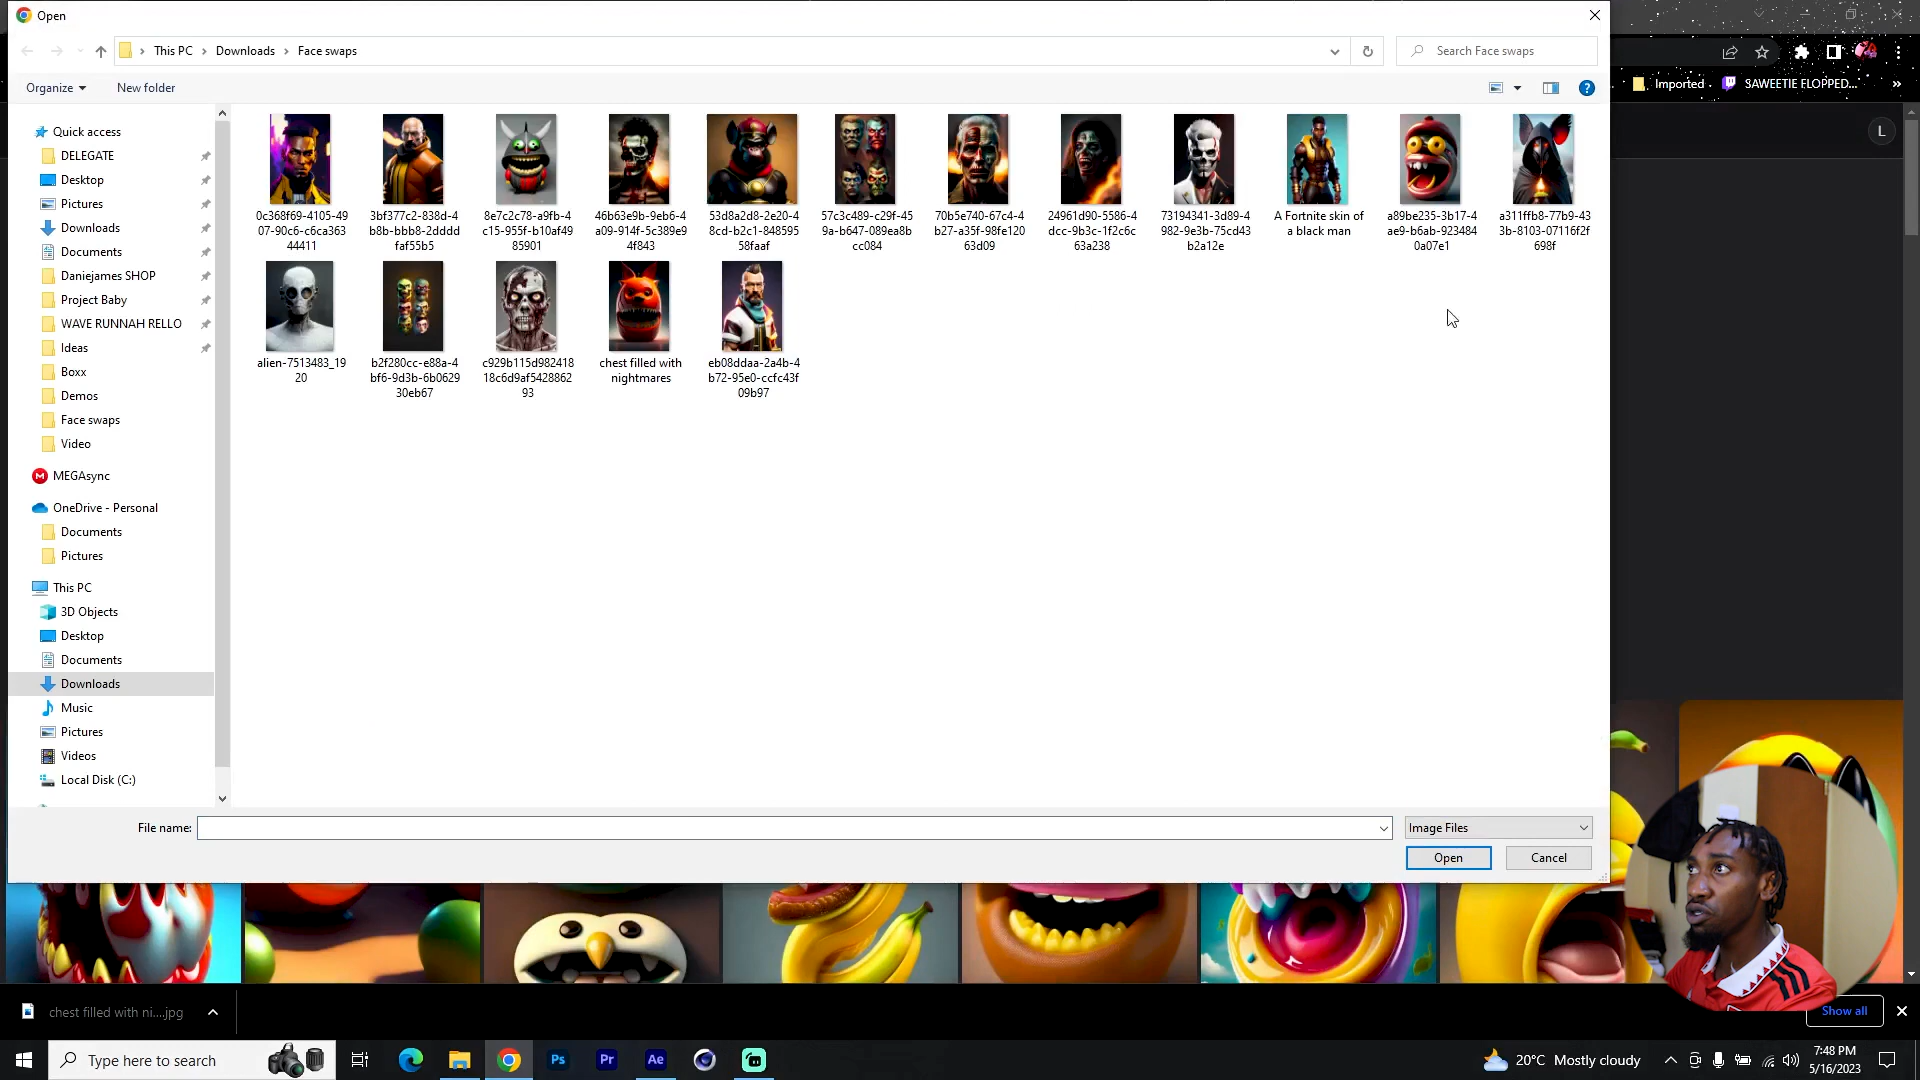 Open
This PC > Downloads > Face swaps
Search Face swaps
Imported
SAWEETIE FLOPPED...
»
Organize
New folder
L
Quick access
DELEGATE
Desktop
Pictures
Downloads
Documents
Daniejames SHOP
Project Baby
WAVE RUNNAH RELLO
Ideas
Boxx
Demos
Face swaps
Video
MEGAsync
OneDrive - Personal
Documents
Pictures
This PC
3D Objects
Desktop
Documents
Downloads
Music
Pictures
Videos
Local Disk (C:)
0c368f69-4105-49
07-90c6-c6ca363
44411
3bf377c2-838d-4
b8b-bbb8-2dddd
faf55b5
8e7c2c78-a9fb-4
c15-955f-b10af49
85901
46b63e9b-9eb6-4
a09-914f-5c389e9
4f843
53d8a2d8-2e20-4
8cd-b2c1-848595
58faaf
57c3c489-c29f-45
9a-b647-089ea8b
cc084
70b5e740-67c4-4
b27-a35f-98fe120
63d09
24961d90-5586-4
dcc-9b3c-1f2c6c
63a238
73194341-3d89-4
982-9e3b-75cd43
b2a12e
A Fortnite skin of
a black man
a89be235-3b17-4
ae9-b6ab-923484
0a07e1
a311ffb8-77b9-43
3b-8103-07116f2f
698f
alien-7513483_19
20
b2f280cc-e88a-4
bf6-9d3b-6b0629
30eb67
c929b115d982418
18c6d9af5428862
93
chest filled with
nightmares
eb08ddaa-2a4b-4
b72-95e0-ccfc43f
09b97
File name:
Image Files
Open
Cancel
chest filled with ni....jpg
Show all
Type here to search
Ps
Pr
Ae
20°C Mostly cloudy
7:48 PM
5/16/2023